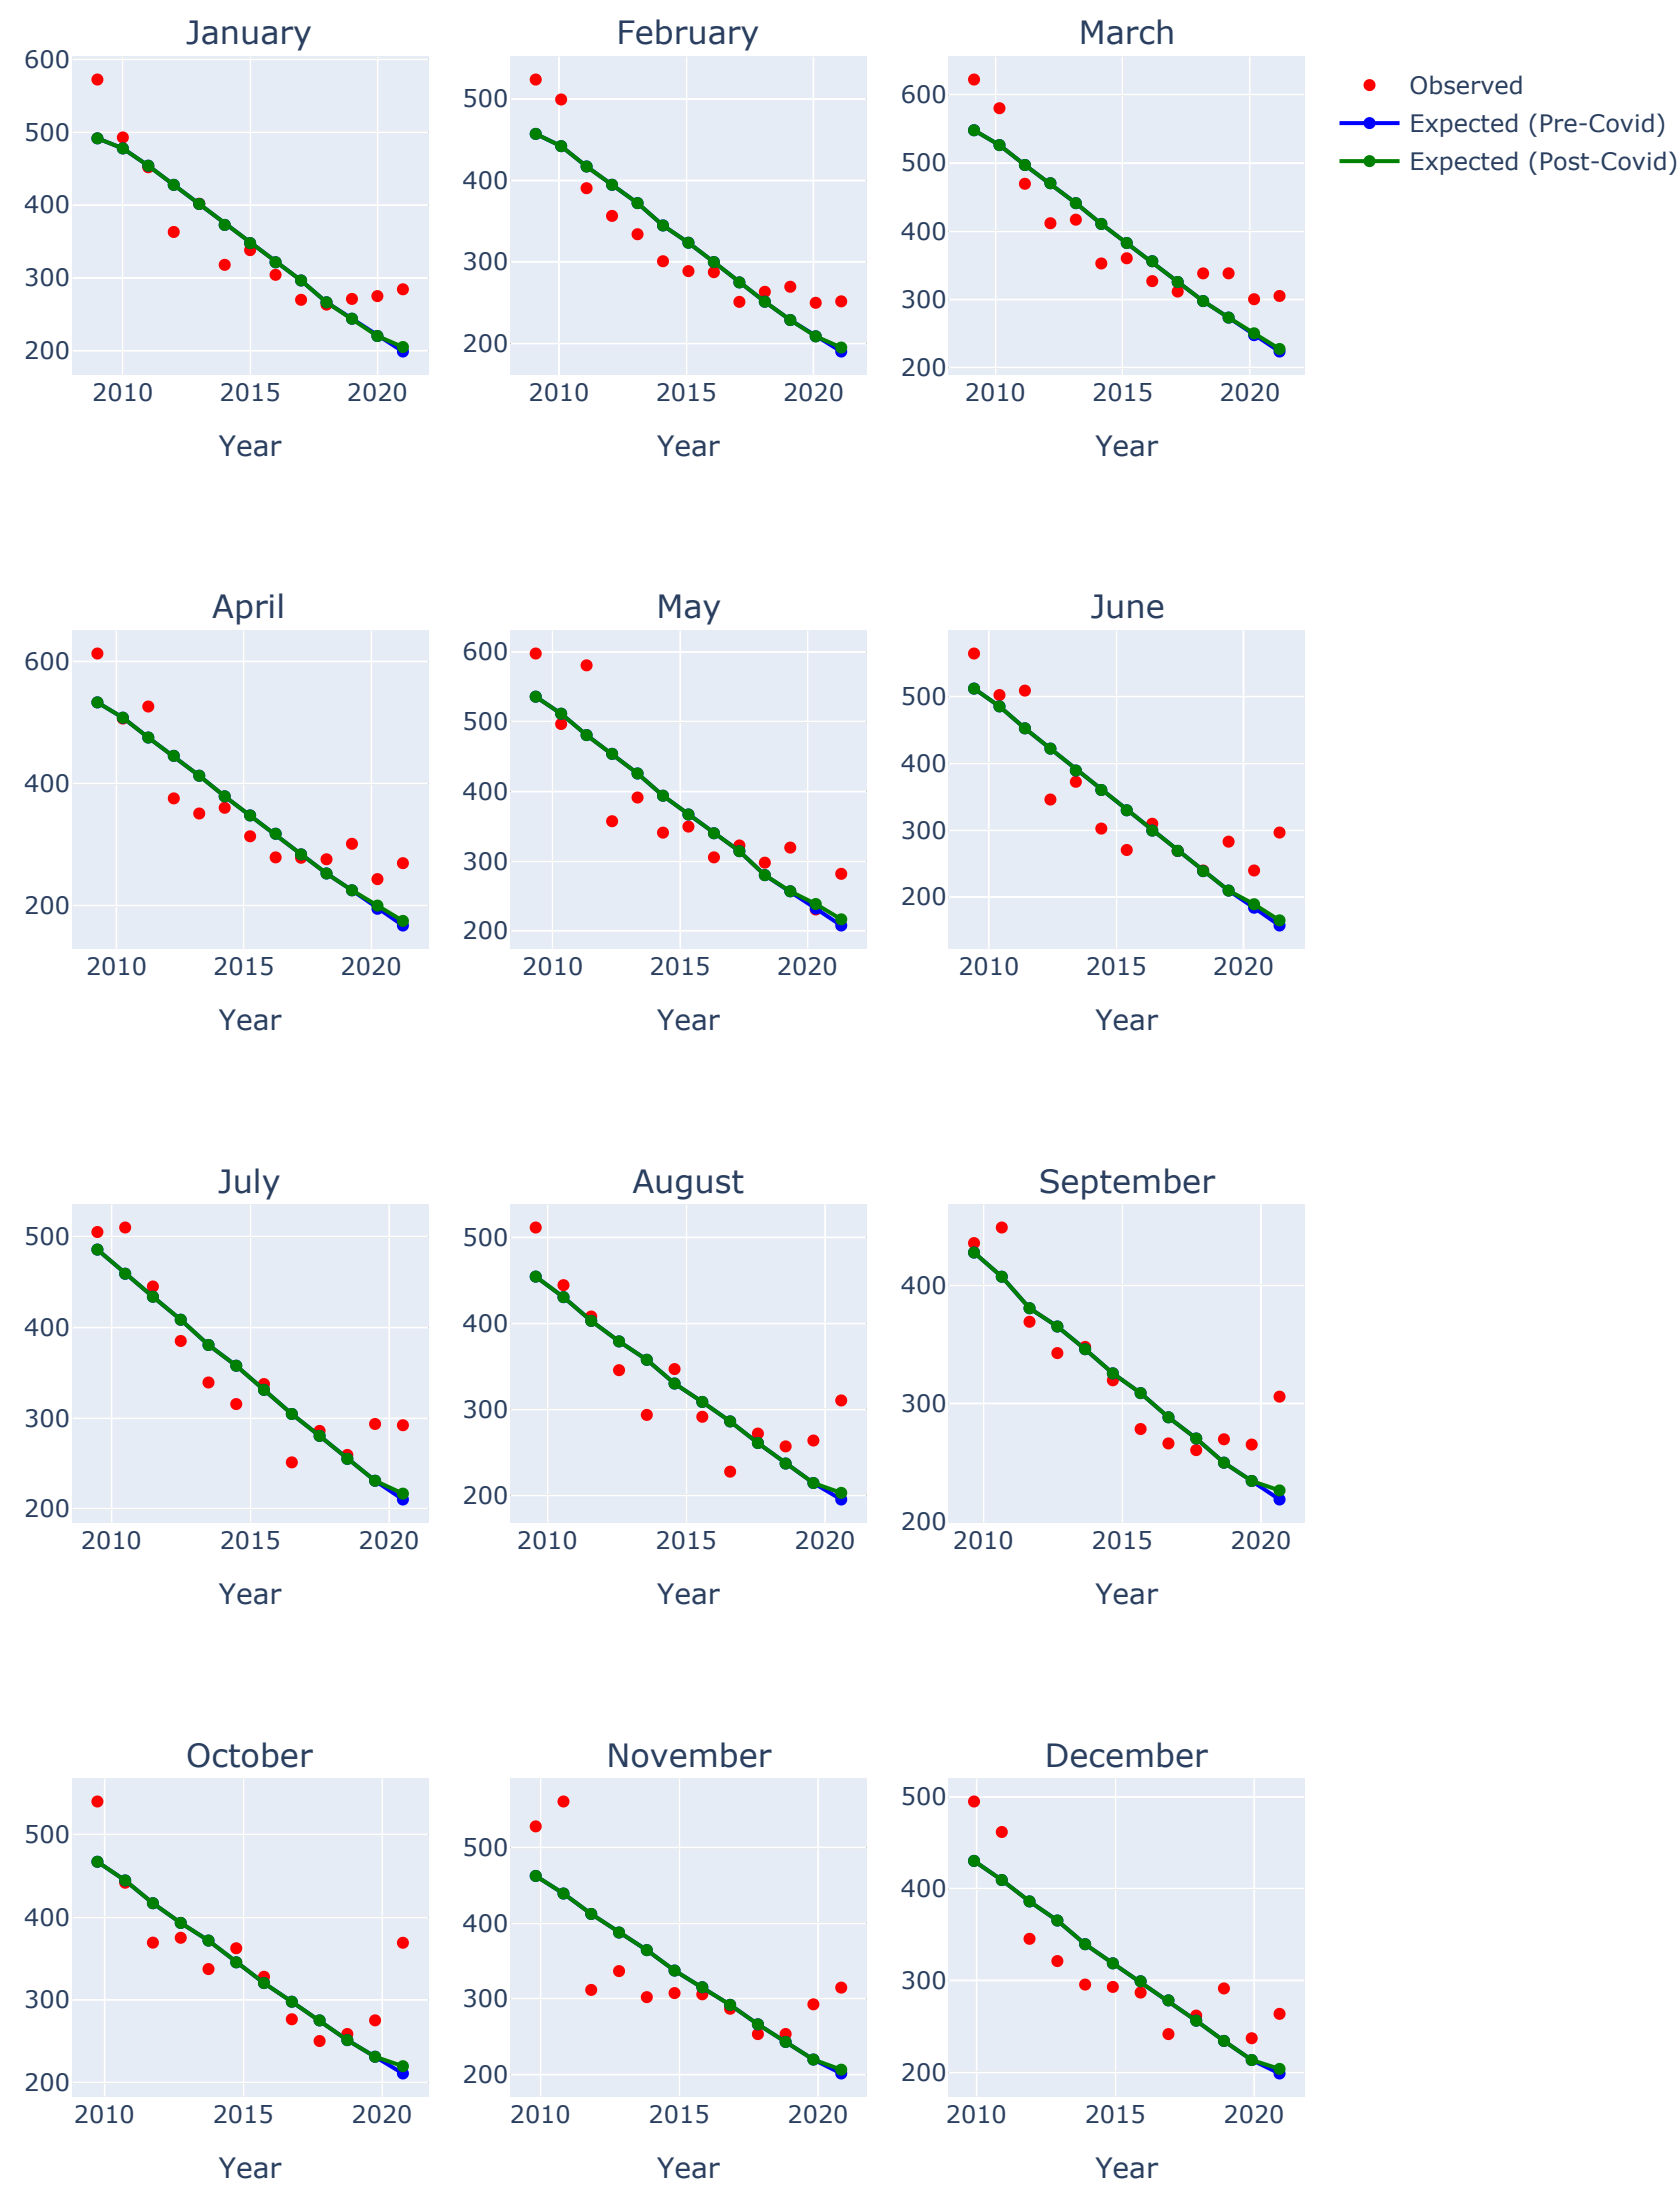 January
February
March
600
500
400
300
200
2010 2015 2020
Year
500
400
300
200
2010 2015 2020
Year
600
500
400
300
200
2010 2015 2020
Year
Observed
Expected (Pre-Covid)
Expected (Post-Covid)
April
May
June
600
400
200
2010 2015 2020
Year
600
500
400
300
200
2010 2015 2020
Year
500
400
300
200
2010 2015 2020
Year
July
August
September
500
400
300
200
2010 2015 2020
Year
500
400
300
200
2010 2015 2020
Year
400
300
200
2010 2015 2020
Year
October
November
December
500
400
300
200
2010 2015 2020
Year
500
400
300
200
2010 2015 2020
Year
500
400
300
200
2010 2015 2020
Year